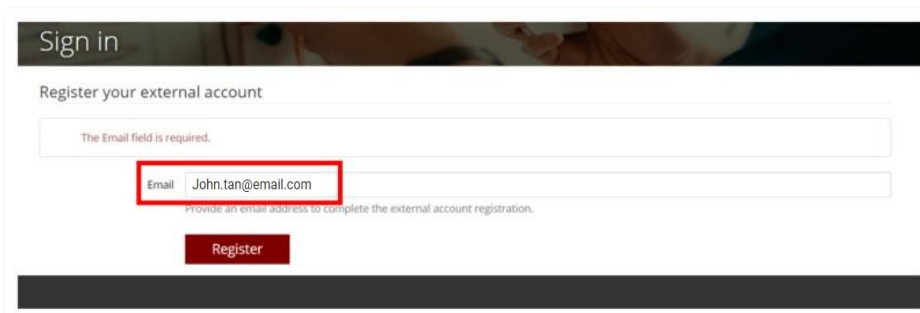 Sign in
Register your external account
The Email field is required.
Email John.tan@email.com
Provide an email address to complete the external account registration.
Register